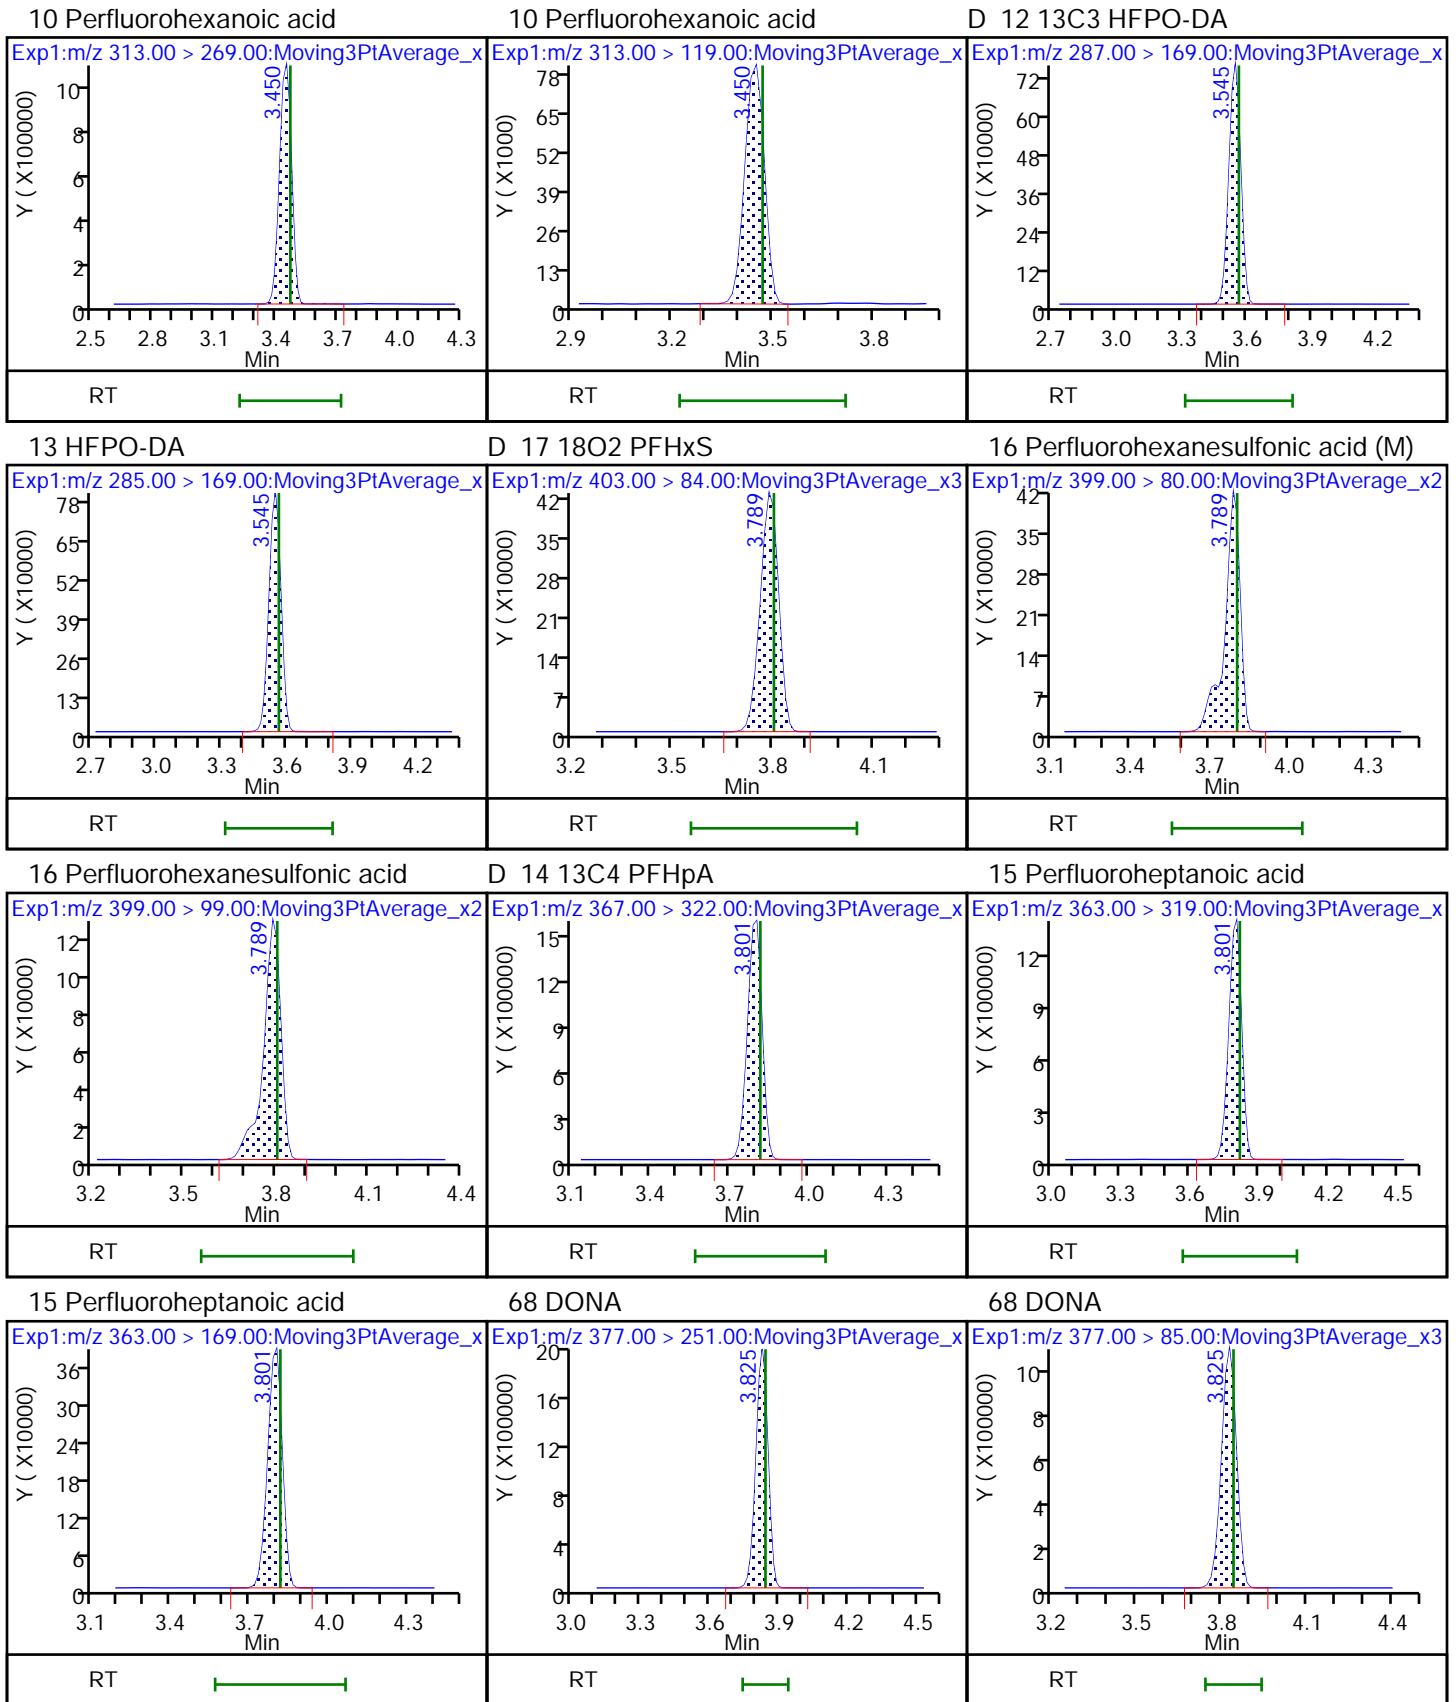 10 Perfluorohexanoic acid
Exp1:m/z 313.00 > 269.00:Moving3PtAverage_x
Y ( X100000)
10
8
6
4
2
0
3.450
2.5 2.8 3.1 3.4 3.7 4.0 4.3
Min
RT
10 Perfluorohexanoic acid
Exp1:m/z 313.00 > 119.00:Moving3PtAverage_x
Y ( X1000)
78
65
52
39
26
13
0
3.450
2.9 3.2 3.5 3.8
Min
RT
D 12 13C3 HFPO-DA
Exp1:m/z 287.00 > 169.00:Moving3PtAverage_x
Y ( X10000)
72
60
48
36
24
12
0
3.545
2.7 3.0 3.3 3.6 3.9 4.2
Min
RT
13 HFPO-DA
Exp1:m/z 285.00 > 169.00:Moving3PtAverage_x
Y ( X10000)
78
65
52
39
26
13
0
3.545
2.7 3.0 3.3 3.6 3.9 4.2
Min
RT
D 17 18O2 PFHxS
Exp1:m/z 403.00 > 84.00:Moving3PtAverage_x3
Y ( X10000)
42
35
28
21
14
7
0
3.789
3.2 3.5 3.8 4.1
Min
RT
16 Perfluorohexanesulfonic acid (M)
Exp1:m/z 399.00 > 80.00:Moving3PtAverage_x2
Y ( X10000)
42
35
28
21
14
7
0
3.789
3.1 3.4 3.7 4.0 4.3
Min
RT
16 Perfluorohexanesulfonic acid
Exp1:m/z 399.00 > 99.00:Moving3PtAverage_x2
Y ( X10000)
12
10
8
6
4
2
0
3.789
3.2 3.5 3.8 4.1 4.4
Min
RT
D 14 13C4 PFHpA
Exp1:m/z 367.00 > 322.00:Moving3PtAverage_x
Y ( X100000)
15
12
9
6
3
0
3.801
3.1 3.4 3.7 4.0 4.3
Min
RT
15 Perfluoroheptanoic acid
Exp1:m/z 363.00 > 319.00:Moving3PtAverage_x
Y ( X100000)
12
9
6
3
0
3.801
3.0 3.3 3.6 3.9 4.2 4.5
Min
RT
15 Perfluoroheptanoic acid
Exp1:m/z 363.00 > 169.00:Moving3PtAverage_x
Y ( X10000)
36
30
24
18
12
6
0
3.801
3.1 3.4 3.7 4.0 4.3
Min
RT
68 DONA
Exp1:m/z 377.00 > 251.00:Moving3PtAverage_x
Y ( X100000)
20
16
12
8
4
0
3.825
3.0 3.3 3.6 3.9 4.2 4.5
Min
RT
68 DONA
Exp1:m/z 377.00 > 85.00:Moving3PtAverage_x3
Y ( X100000)
10
8
6
4
2
0
3.825
3.2 3.5 3.8 4.1 4.4
Min
RT